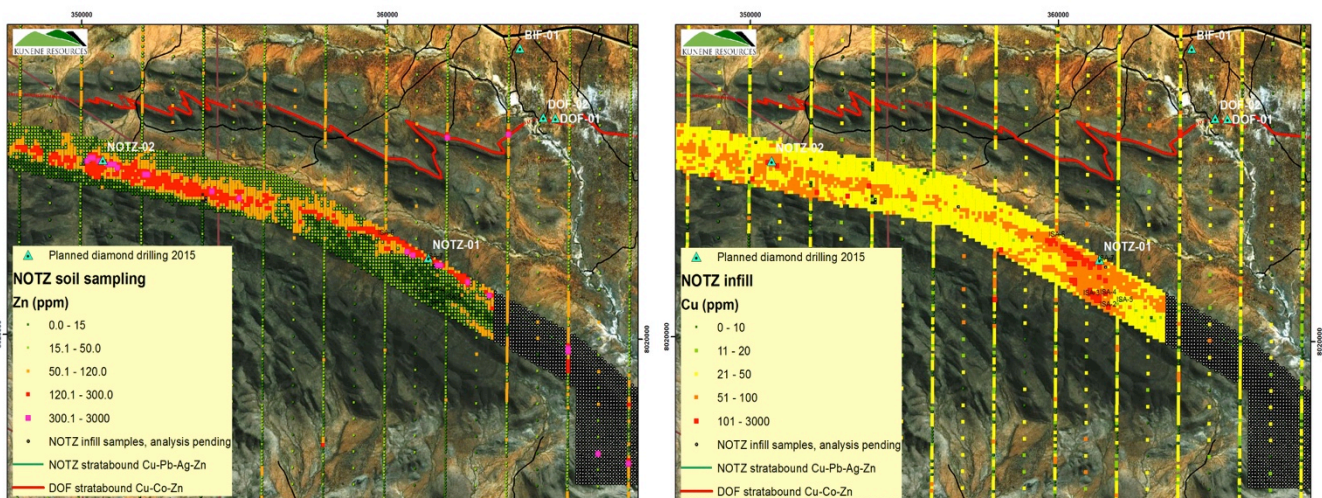 350000
360000
KUNENE RESOURCES
BIF-01
DOF-02
DOF-01
NOTZ-02
NOTZ-01
Planned diamond drilling 2015
NOTZ soil sampling
Zn (ppm)
0.0 - 15
15.1 - 50.0
50.1 - 120.0
120.1 - 300.0
300.1 - 3000
NOTZ infill samples, analysis pending
NOTZ stratabound Cu-Pb-Ag-Zn
DOF stratabound Cu-Co-Zn
8020000
350000
360000
KUNENE RESOURCES
BIF-01
DOF-02
DOF-01
NOTZ-02
NOTZ-01
Planned diamond drilling 2015
NOTZ infill
Cu (ppm)
0 - 10
11 - 20
21 - 50
51 - 100
101 - 3000
NOTZ infill samples, analysis pending
NOTZ stratabound Cu-Pb-Ag-Zn
DOF stratabound Cu-Co-Zn
8020000